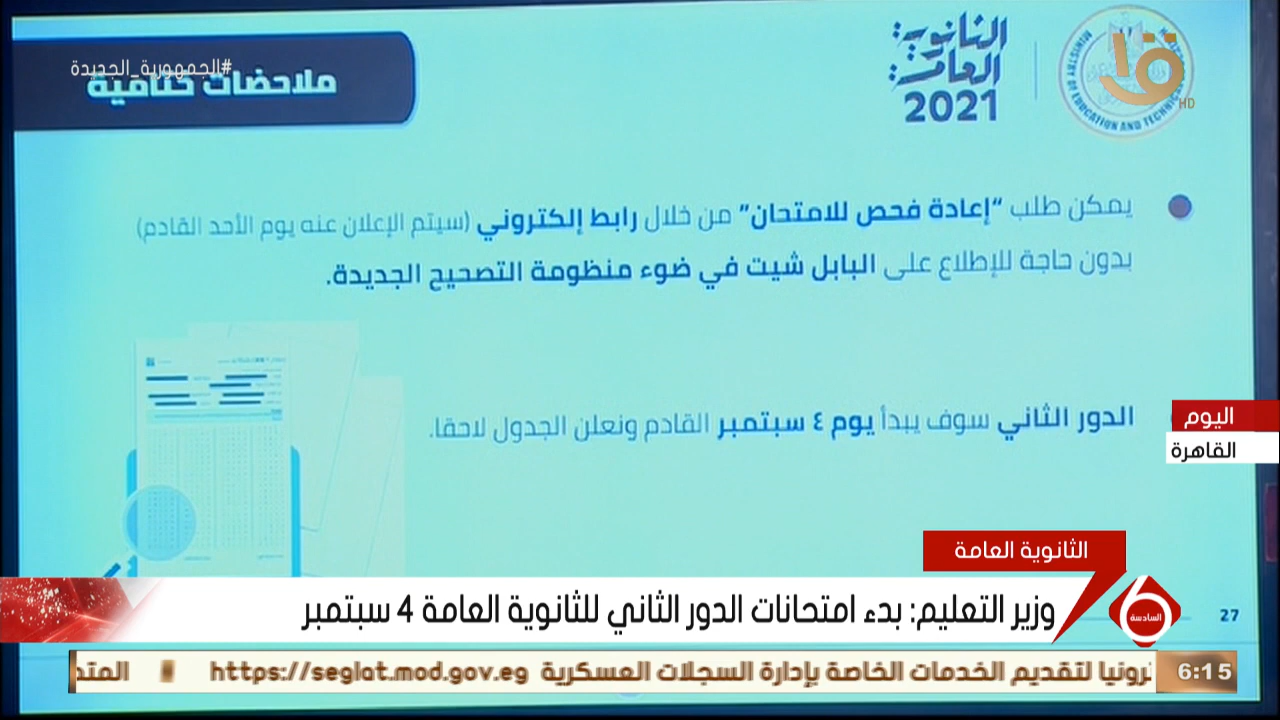 #الجمهورية_الجديدة
ملاحضات ختامية
الثانوية
العامة
2021
MINISTRY OF EDUCATION AND TECHNICAL
HD
يمكن طلب “إعادة فحص للامتحان” من خلال رابط إلكتروني (سيتم الإعلان عنه يوم الأحد القادم)
بدون حاجة للإطلاع على البابل شيت في ضوء منظومة التصحيح الجديدة.
الدور الثاني سوف يبدأ يوم ٤ سبتمبر القادم ونعلن الجدول لاحقا.
اليوم
القاهرة
الثانوية العامة
وزير التعليم: بدء امتحانات الدور الثاني للثانوية العامة 4 سبتمبر
السادسة
27
6:15
لتقديم الخدمات الخاصة بإدارة السجلات العسكرية https://seglat.mod.gov.eg